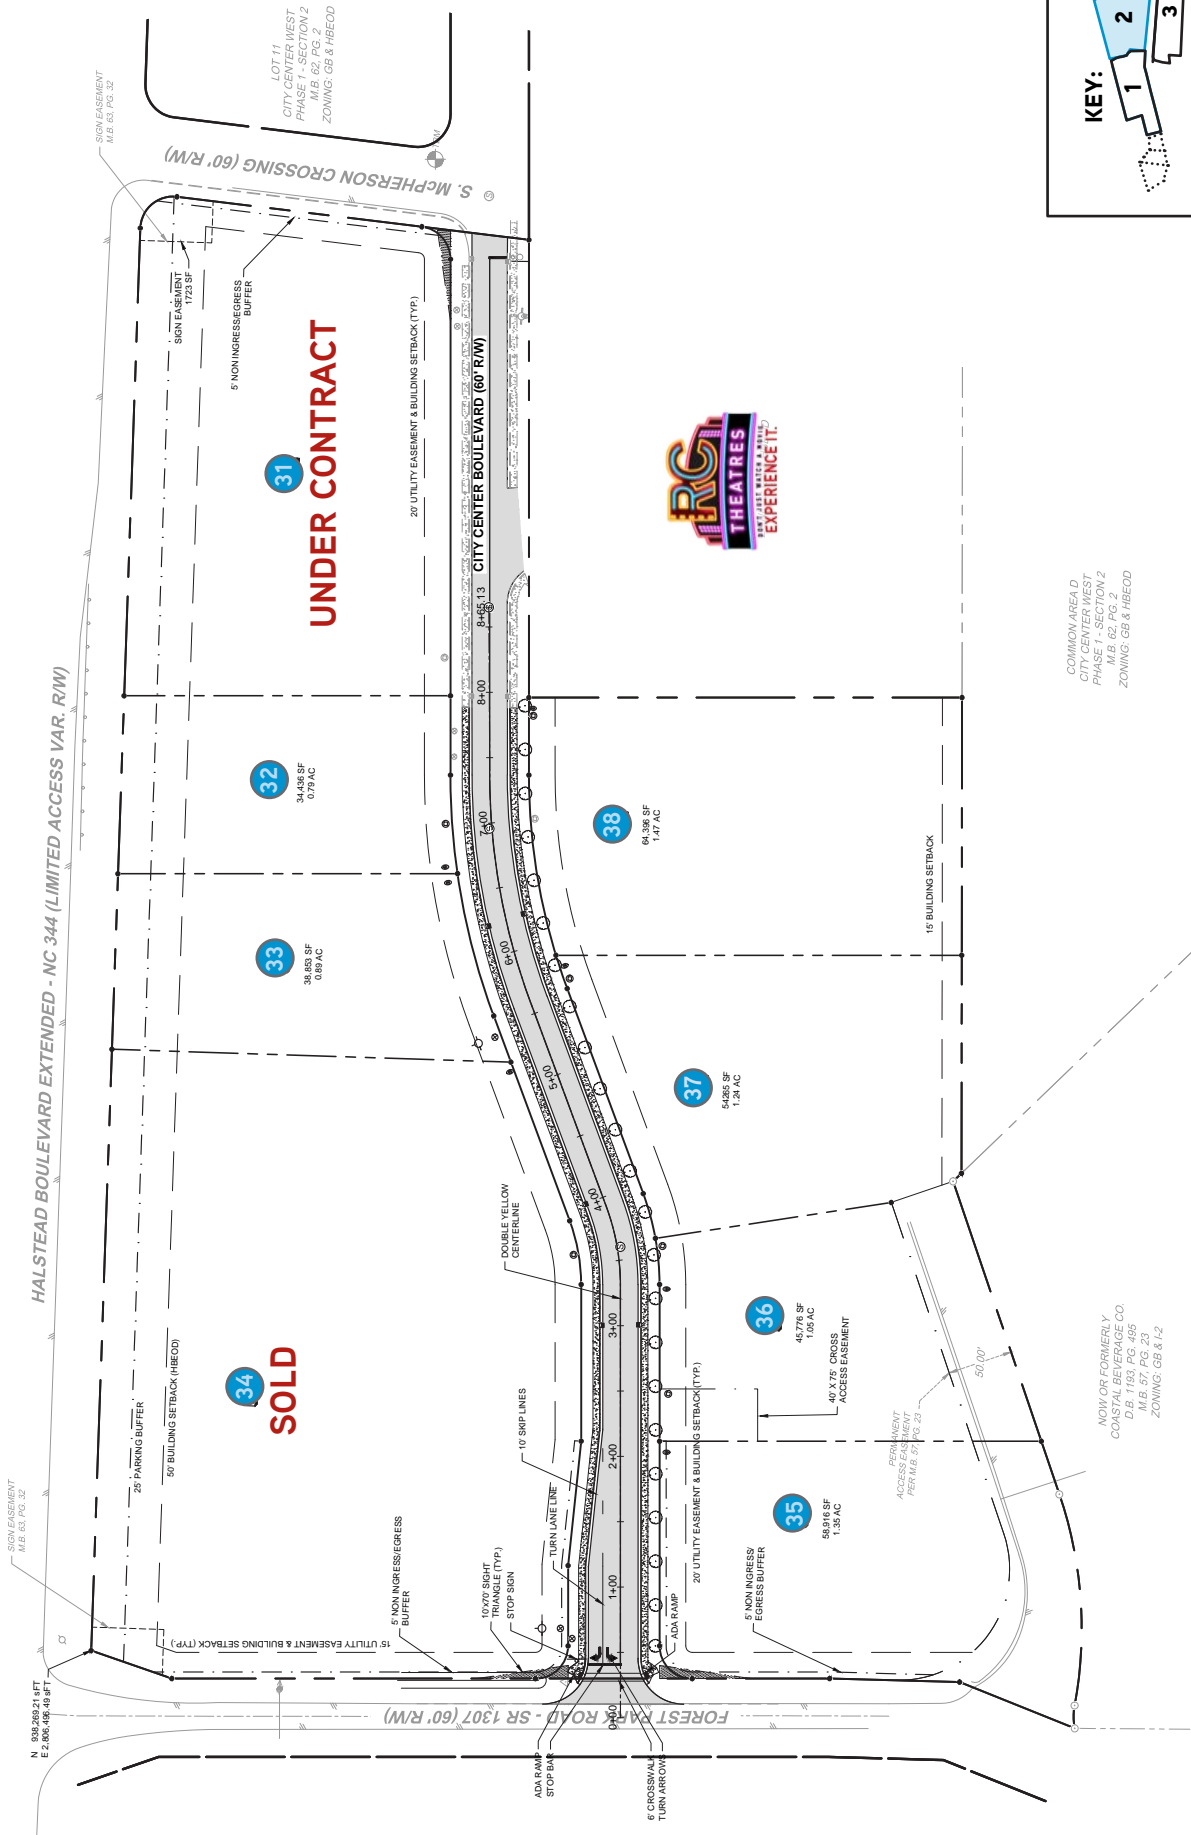 N 938,269.21 sFT
E 2,806,496.49 sFT
SIGN EASEMENT
M.B. 63, PG. 32
HALSTEAD BOULEVARD EXTENDED - NC 344 (LIMITED ACCESS VAR. R/W)
SIGN EASEMENT
M.B. 63, PG. 32
LOT 11
CITY CENTER WEST
PHASE 1 - SECTION 2
M.B. 62, PG. 2
ZONING: GB & HBEOD
S. McPHERSON CROSSING (60' R/W)
TBM
S
25' PARKING BUFFER
50' BUILDING SETBACK (HBEOD)
15' UTILITY EASEMENT & BUILDING SETBACK (TYP.)
SIGN EASEMENT
1723 SF
5' NON INGRESS/EGRESS
BUFFER
34
SOLD
33
38,853 SF
0.89 AC
32
34,436 SF
0.79 AC
31
UNDER CONTRACT
20' UTILITY EASEMENT & BUILDING SETBACK (TYP.)
5' NON INGRESS/EGRESS
BUFFER
10'x70' SIGHT
TRIANGLE (TYP.)
STOP SIGN
TURN LANE LINE
10' SKIP LINES
DOUBLE YELLOW
CENTERLINE
CITY CENTER BOULEVARD (60' R/W)
0+00
1+00
2+00
3+00
4+00
5+00
6+00
7+00
8+00
8+65.13
FOREST PARK ROAD - SR 1307 (60' R/W)
ADA RAMP
STOP BAR
6' CROSSWALK
TURN ARROWS
ADA RAMP
20' UTILITY EASEMENT & BUILDING SETBACK (TYP.)
5' NON INGRESS/
EGRESS BUFFER
35
58,916 SF
1.35 AC
36
45,776 SF
1.05 AC
40' X 75' CROSS
ACCESS EASEMENT
37
54265 SF
1.24 AC
38
64,396 SF
1.47 AC
15' BUILDING SETBACK
RC
THEATRES
DON'T JUST WATCH A MOVIE,
EXPERIENCE IT.
PERMANENT
ACCESS EASEMENT
PER M.B. 57, PG. 23
50.00'
NOW OR FORMERLY
COASTAL BEVERAGE CO.
D.B. 1193, PG. 495
M.B. 57, PG. 23
ZONING: GB & I-2
COMMON AREA D
CITY CENTER WEST
PHASE 1 - SECTION 2
M.B. 62, PG. 2
ZONING: GB & HBEOD
KEY:
1
2
3